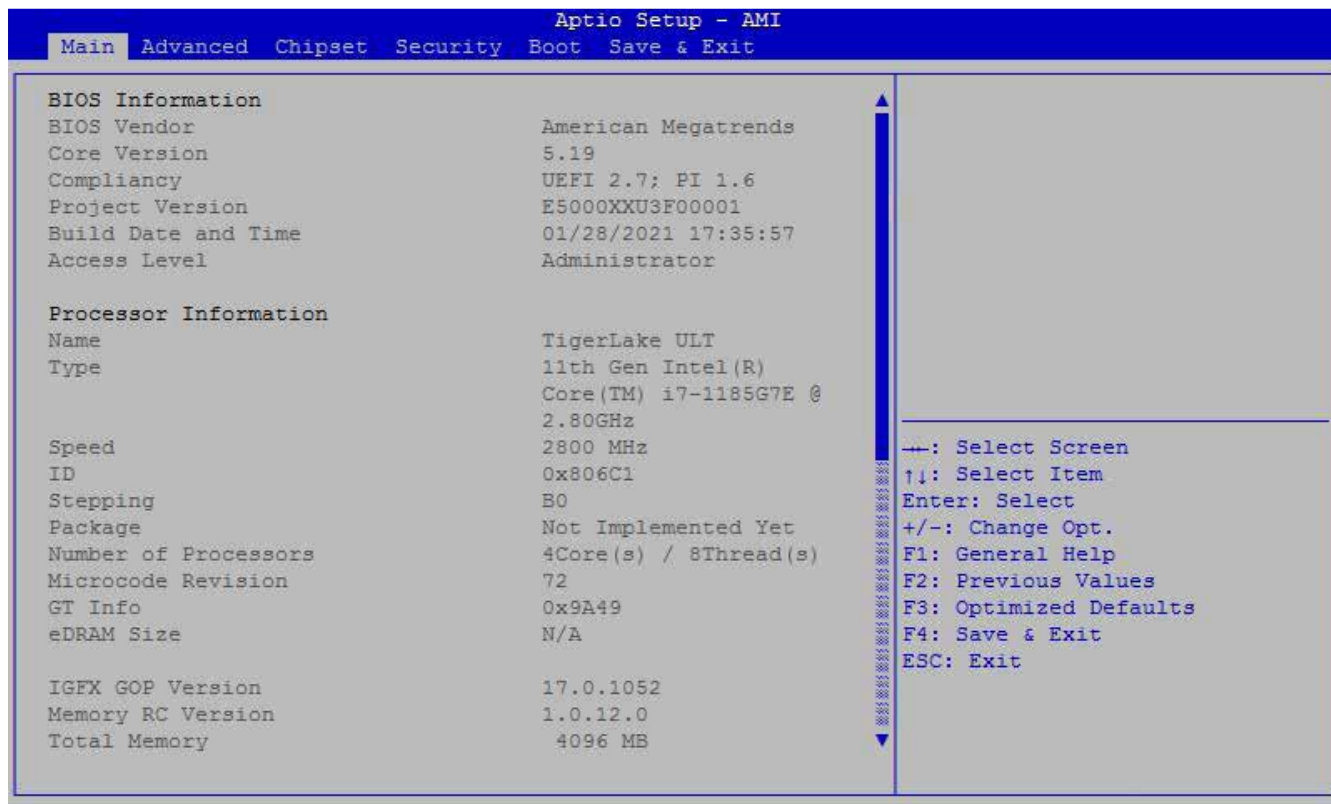 Aptio Setup - AMI
Main Advanced Chipset Security Boot Save & Exit
BIOS Information
BIOS Vendor American Megatrends
Core Version 5.19
Compliancy UEFI 2.7; PI 1.6
Project Version E5000XXU3F00001
Build Date and Time 01/28/2021 17:35:57
Access Level Administrator
Processor Information
Name TigerLake ULT
Type 11th Gen Intel(R)
Core(TM) i7-1185G7E @
2.80GHz
Speed 2800 MHz
ID 0x806C1
Stepping B0
Package Not Implemented Yet
Number of Processors 4Core(s) / 8Thread(s)
Microcode Revision 72
GT Info 0x9A49
eDRAM Size N/A
IGFX GOP Version 17.0.1052
Memory RC Version 1.0.12.0
Total Memory 4096 MB
→←: Select Screen
↑↓: Select Item
Enter: Select
+/-: Change Opt.
F1: General Help
F2: Previous Values
F3: Optimized Defaults
F4: Save & Exit
ESC: Exit